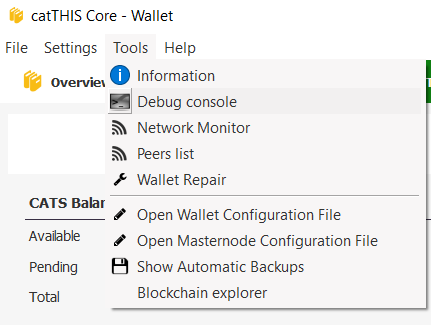 catTHIS Core - Wallet
File Settings Tools Help
Overview
Information
Debug console
Network Monitor
Peers list
Wallet Repair
CATS Balan
Open Wallet Configuration File
Available
Open Masternode Configuration File
Pending
Show Automatic Backups
Total
Blockchain explorer